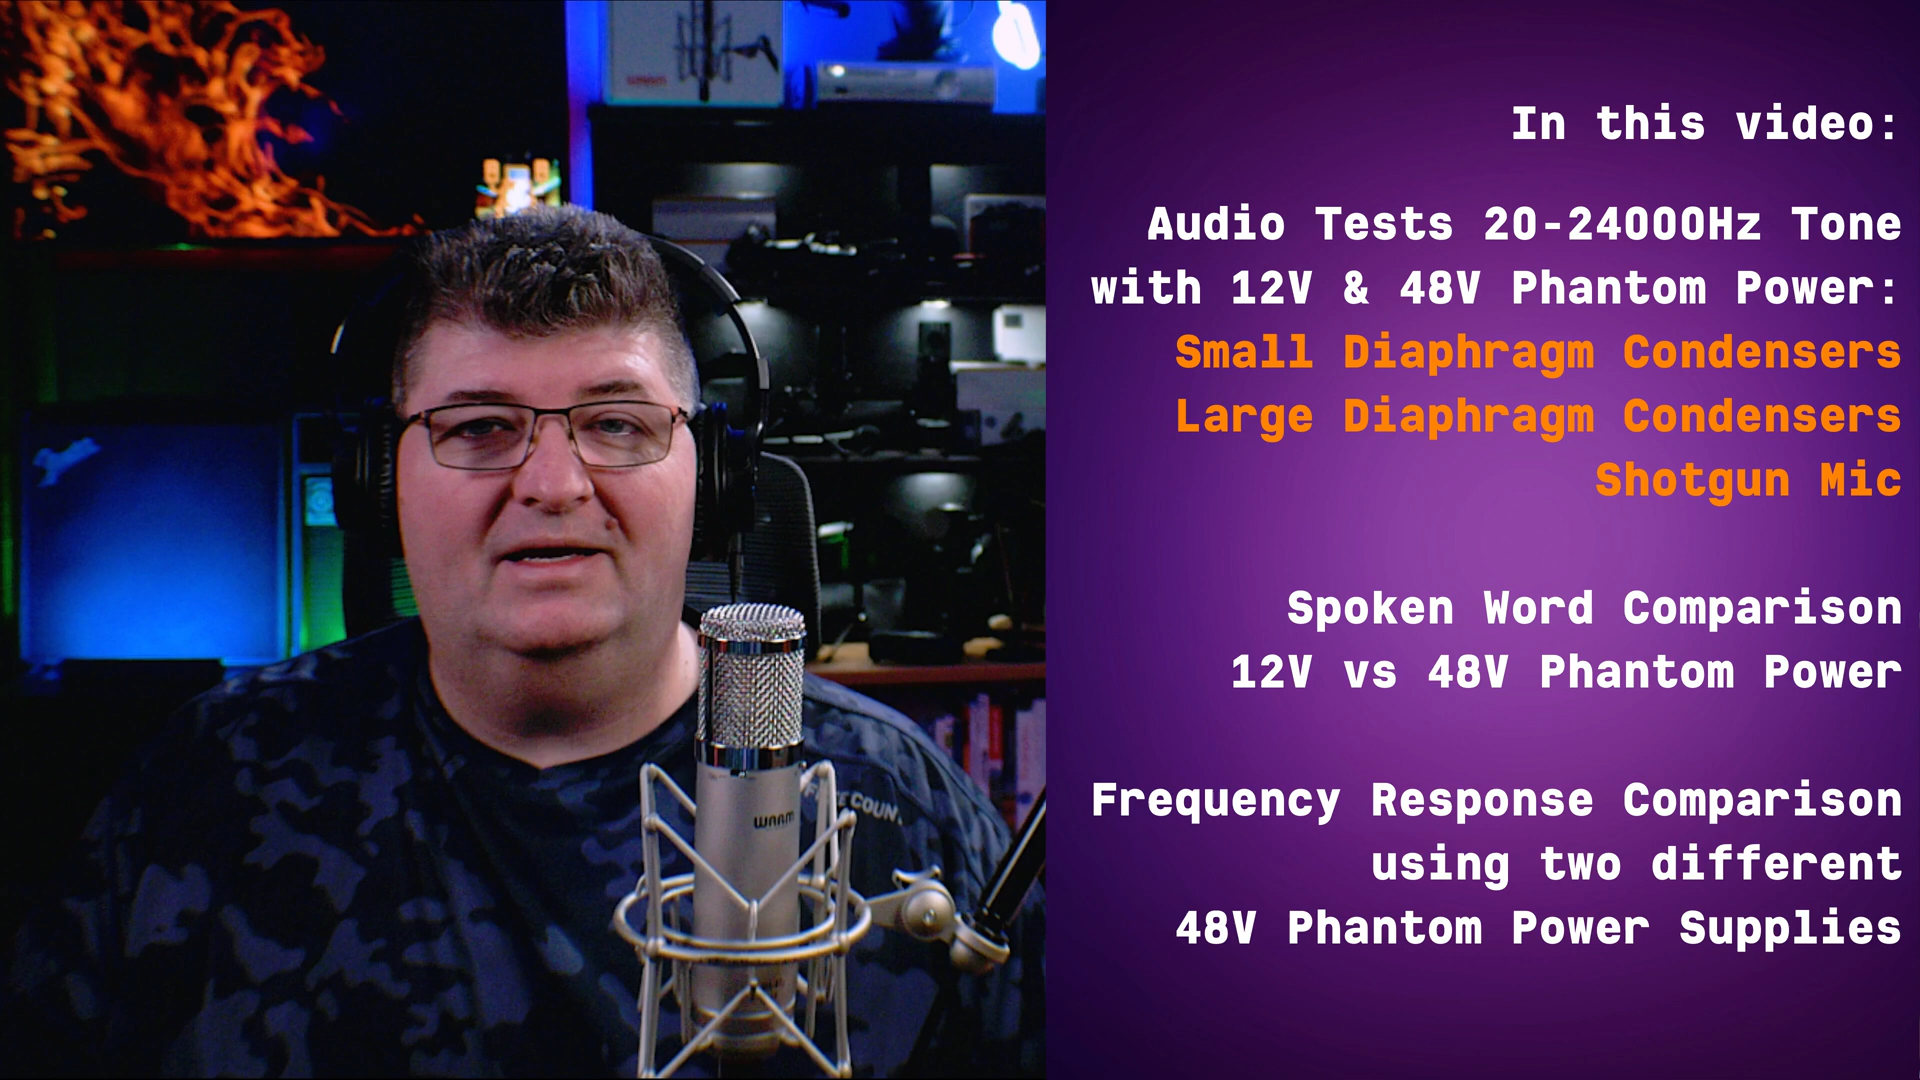 WARM
In this video:
Audio Tests 20-24000Hz Tone
with 12V & 48V Phantom Power:
Small Diaphragm Condensers
Large Diaphragm Condensers
Shotgun Mic
Spoken Word Comparison
12V vs 48V Phantom Power
Frequency Response Comparison
using two different
48V Phantom Power Supplies
WARM